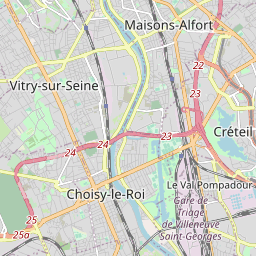 Maisons-Alfort
22
Vitry-sur-Seine
23
Créteil
23
24
24
Le Val Pompadour
Choisy-le-Roi
Gare de
Triage
de Villeneuve
Saint-Georges
25
25a